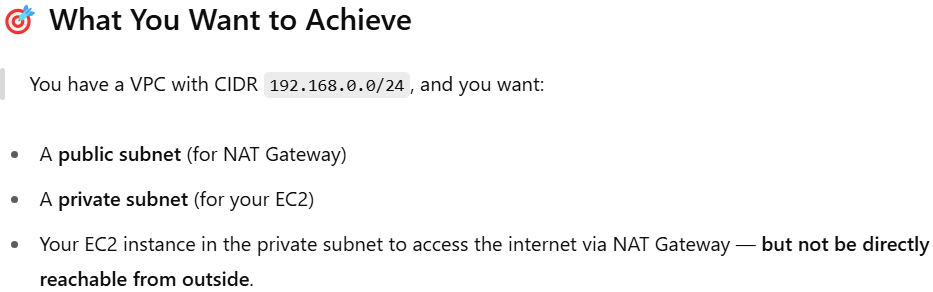 🎯 What You Want to Achieve
You have a VPC with CIDR 192.168.0.0/24, and you want:
• A public subnet (for NAT Gateway)
• A private subnet (for your EC2)
• Your EC2 instance in the private subnet to access the internet via NAT Gateway — but not be directly
reachable from outside.